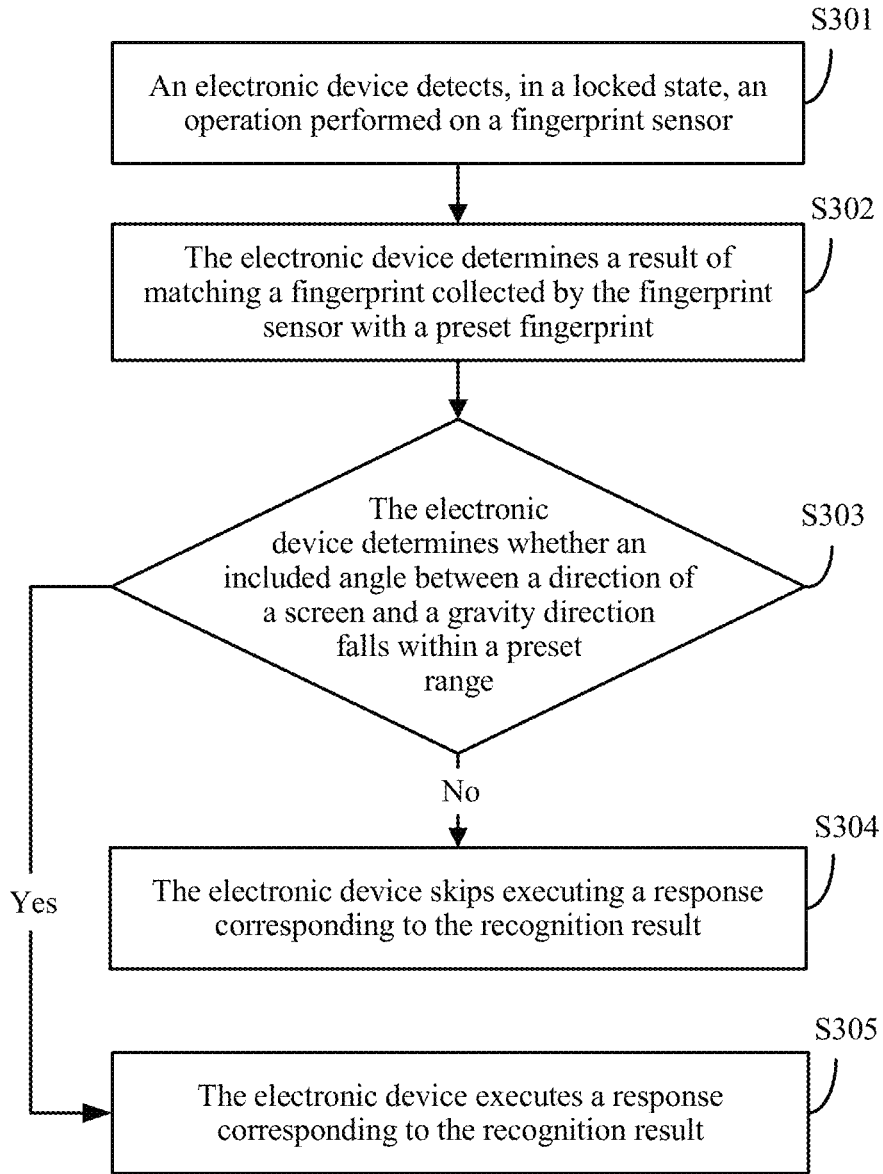 S301
An electronic device detects, in a locked state, an
operation performed on a fingerprint sensor
S302
The electronic device determines a result of
matching a fingerprint collected by the fingerprint
sensor with a preset fingerprint
S303
The electronic
device determines whether an
included angle between a direction of
a screen and a gravity direction
falls within a preset
range
No
S304
The electronic device skips executing a response
corresponding to the recognition result
Yes
S305
The electronic device executes a response
corresponding to the recognition result